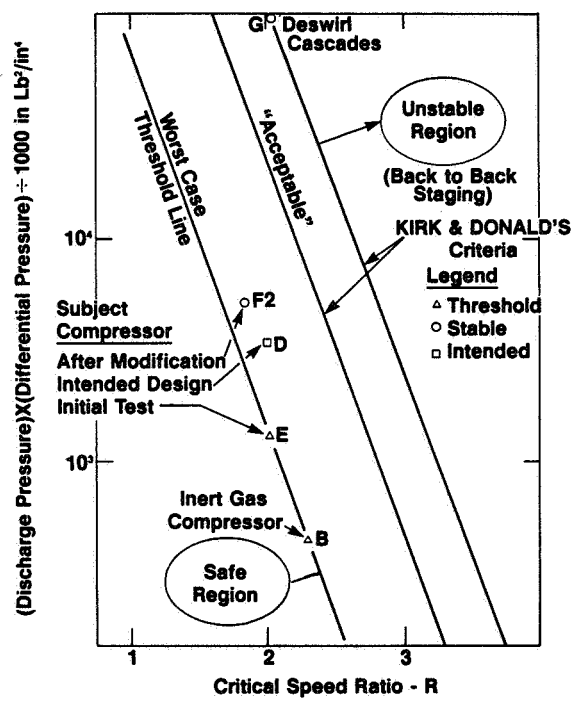 (Discharge Pressure)X(Differential Pressure) ÷ 1000 in Lb²/in⁴
G
Deswirl
Cascades
Unstable
Region
(Back to Back
Staging)
Worst Case
Threshold Line
"Acceptable"
KIRK & DONALD'S
Criteria
Legend
△ Threshold
○ Stable
□ Intended
10⁴
10³
F2
D
E
B
Subject
Compressor
After Modification
Intended Design
Initial Test
Inert Gas
Compressor
Safe
Region
1
2
3
Critical Speed Ratio - R